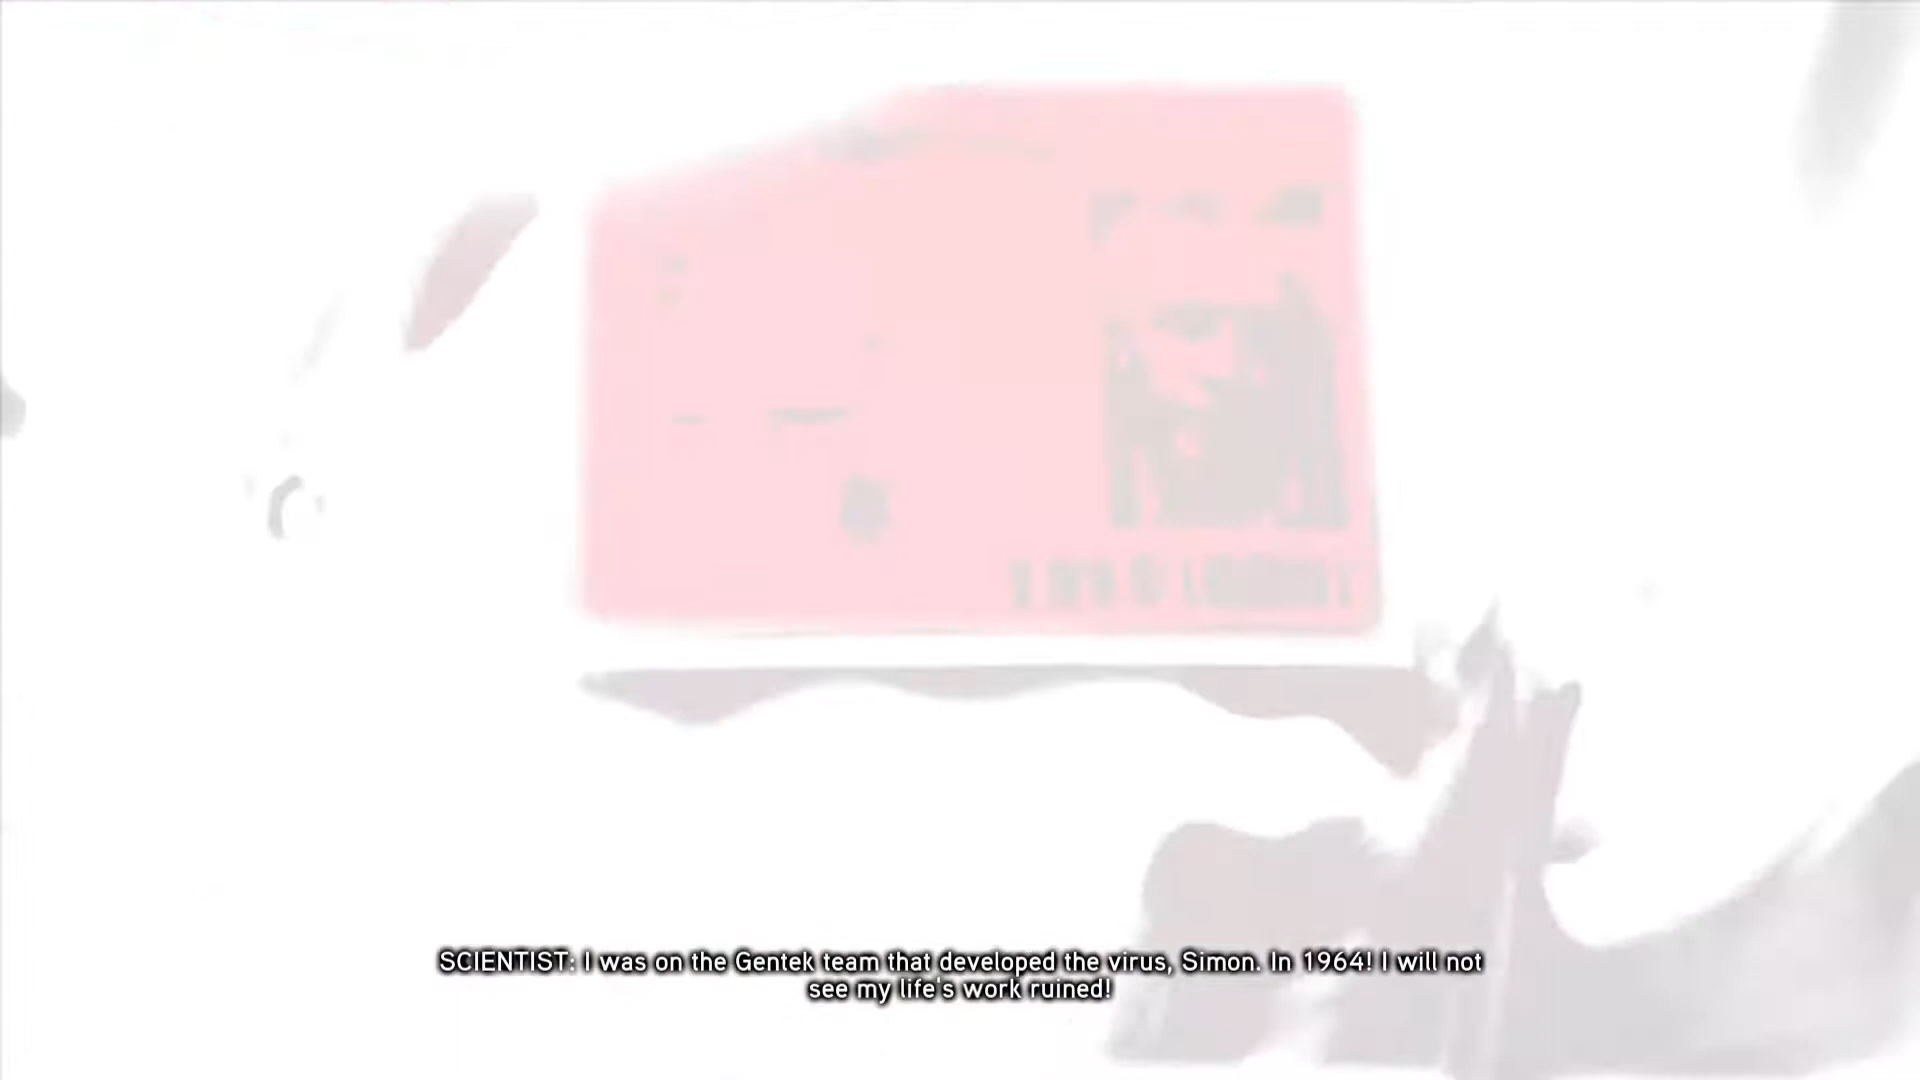 SCIENTIST: I was on the Gentek team that developed the virus, Simon. In 1964! I will not
see my life's work ruined!